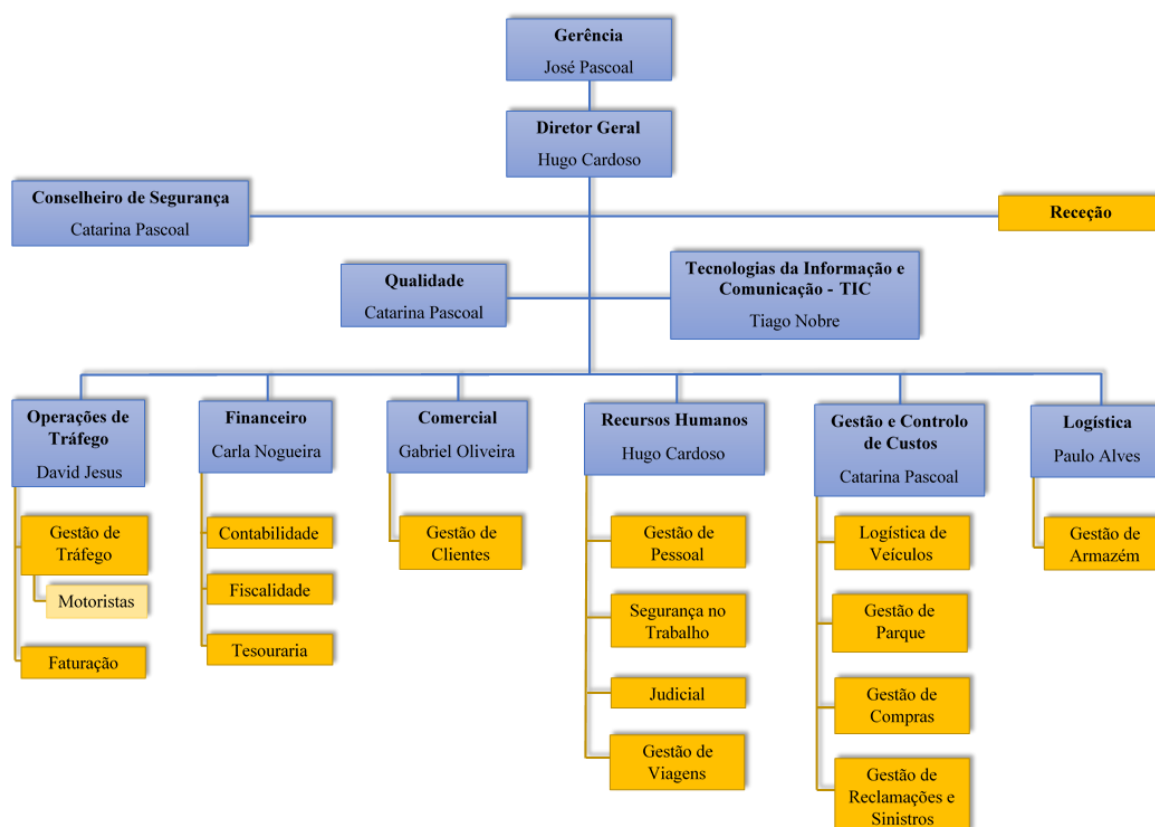 Gerência
José Pascoal
Diretor Geral
Hugo Cardoso
Conselheiro de Segurança
Catarina Pascoal
Receção
Qualidade
Catarina Pascoal
Tecnologias da Informação e
Comunicação - TIC
Tiago Nobre
Operações de
Tráfego
David Jesus
Financeiro
Carla Nogueira
Comercial
Gabriel Oliveira
Recursos Humanos
Hugo Cardoso
Gestão e Controlo
de Custos
Catarina Pascoal
Logística
Paulo Alves
Gestão de
Tráfego
Motoristas
Faturação
Contabilidade
Fiscalidade
Tesouraria
Gestão de
Clientes
Gestão de
Pessoal
Segurança no
Trabalho
Judicial
Gestão de
Viagens
Logística de
Veículos
Gestão de
Parque
Gestão de
Compras
Gestão de
Reclamações e
Sinistros
Gestão de
Armazém